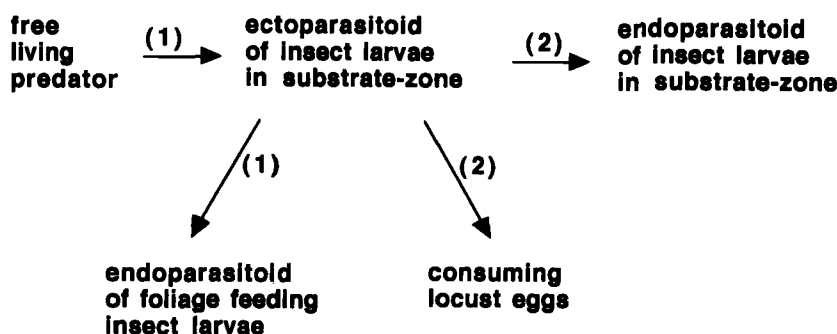 free
living
predator
(1)
ectoparasitoid
of insect larvae
in substrate-zone
(2)
endoparasitoid
of insect larvae
in substrate-zone
(1)
(2)
endoparasitoid
of foliage feeding
insect larvae
consuming
locust eggs